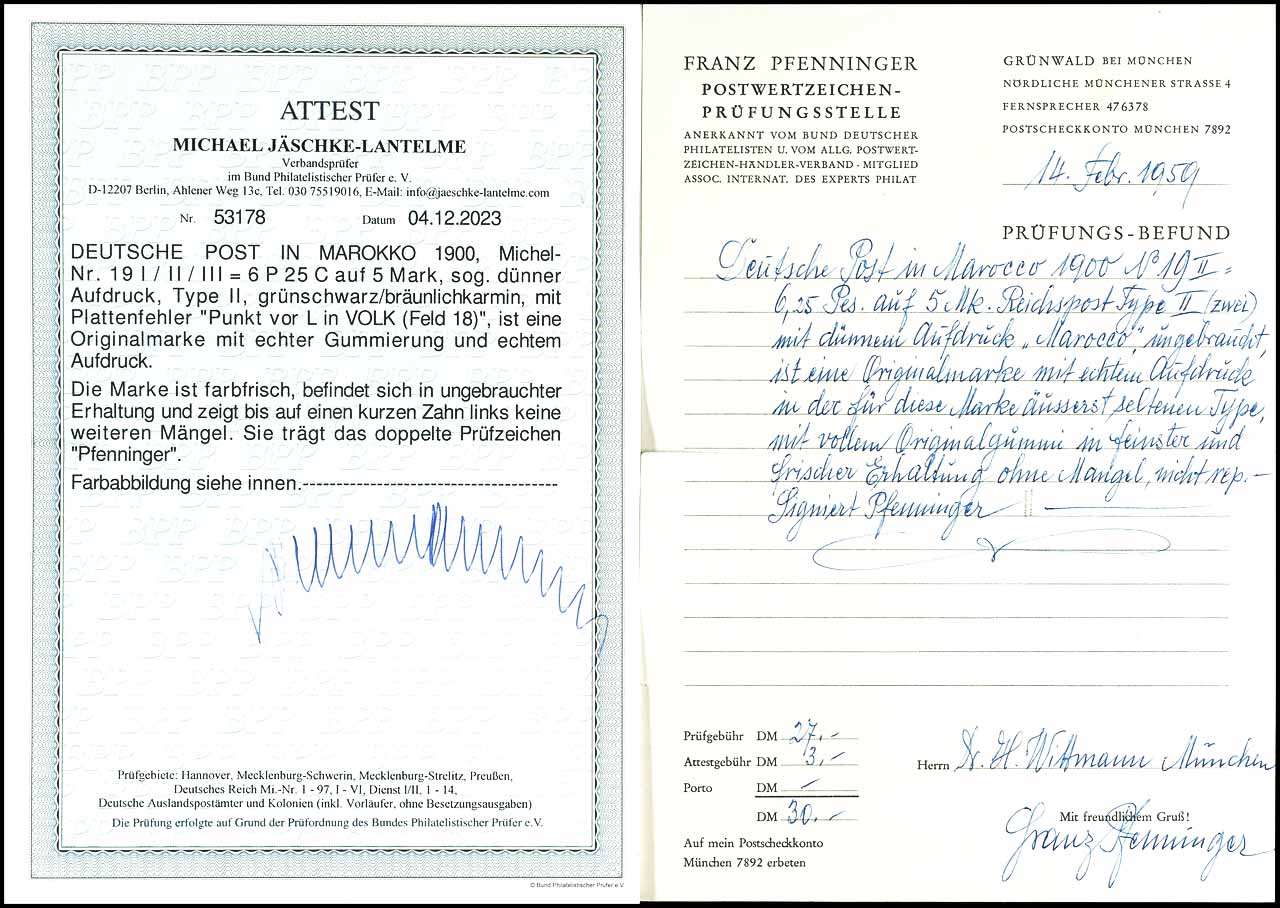 ATTEST
MICHAEL JÄSCHKE-LANTELME
Verbandsprüfer
im Bund Philatelistischer Prüfer e. V.
D-12207 Berlin, Ahlener Weg 13c, Tel. 030 75519016, E-Mail: info@jaeschke-lantelme.com
Nr. 53178 Datum 04.12.2023
DEUTSCHE POST IN MAROKKO 1900, Michel-
Nr. 19 I / II / III = 6 P 25 C auf 5 Mark, sog. dünner
Aufdruck, Type II, grünschwarz/bräunlichkarmin, mit
Plattenfehler "Punkt vor L in VOLK (Feld 18)", ist eine
Originalmarke mit echter Gummierung und echtem
Aufdruck.
Die Marke ist farbfrisch, befindet sich in ungebrauchter
Erhaltung und zeigt bis auf einen kurzen Zahn links keine
weiteren Mängel. Sie trägt das doppelte Prüfzeichen
"Pfenninger".
Farbabbildung siehe innen.----------------------------------
Prüfgebiete: Hannover, Mecklenburg-Schwerin, Mecklenburg-Strelitz, Preußen,
Deutsches Reich Mi.-Nr. 1 - 97, I - VI, Dienst I/II, 1 - 14,
Deutsche Auslandspostämter und Kolonien (inkl. Vorläufer, ohne Besetzungsausgaben)
Die Prüfung erfolgte auf Grund der Prüfordnung des Bundes Philatelistischer Prüfer e.V.
© Bund Philatelistischer Prüfer e.V.
FRANZ PFENNINGER
POSTWERTZEICHEN-
PRÜFUNGSSTELLE
ANERKANNT VOM BUND DEUTSCHER
PHILATELISTEN U. VOM ALLG. POSTWERT-
ZEICHEN-HÄNDLER-VERBAND · MITGLIED
ASSOC. INTERNAT. DES EXPERTS PHILAT
GRÜNWALD BEI MÜNCHEN
NÖRDLICHE MÜNCHENER STRASSE 4
FERNSPRECHER 476378
POSTSCHECKKONTO MÜNCHEN 7892
14. Febr. 1959
PRÜFUNGS-BEFUND
Deutsche Post in Marocco 1900 No 19 II =
6,25 Pes. auf 5 Mk. Reichspost Type II (zwei)
mit dünnem Aufdruck „Marocco", ungebraucht,
ist eine Originalmarke mit echtem Aufdruck
in der für diese Marke äusserst seltenen Type,
mit vollem Originalgummi in feinster und
frischer Erhaltung ohne Mängel, nicht rep. –
Signiert Pfenninger
Prüfgebühr DM 27,-
Attestgebühr DM 3,-
Porto –
DM 30,-
Auf mein Postscheckkonto
München 7892 erbeten
Herrn Dr. H. Wittmann München
Mit freundlichem Gruß!
Franz Pfenninger